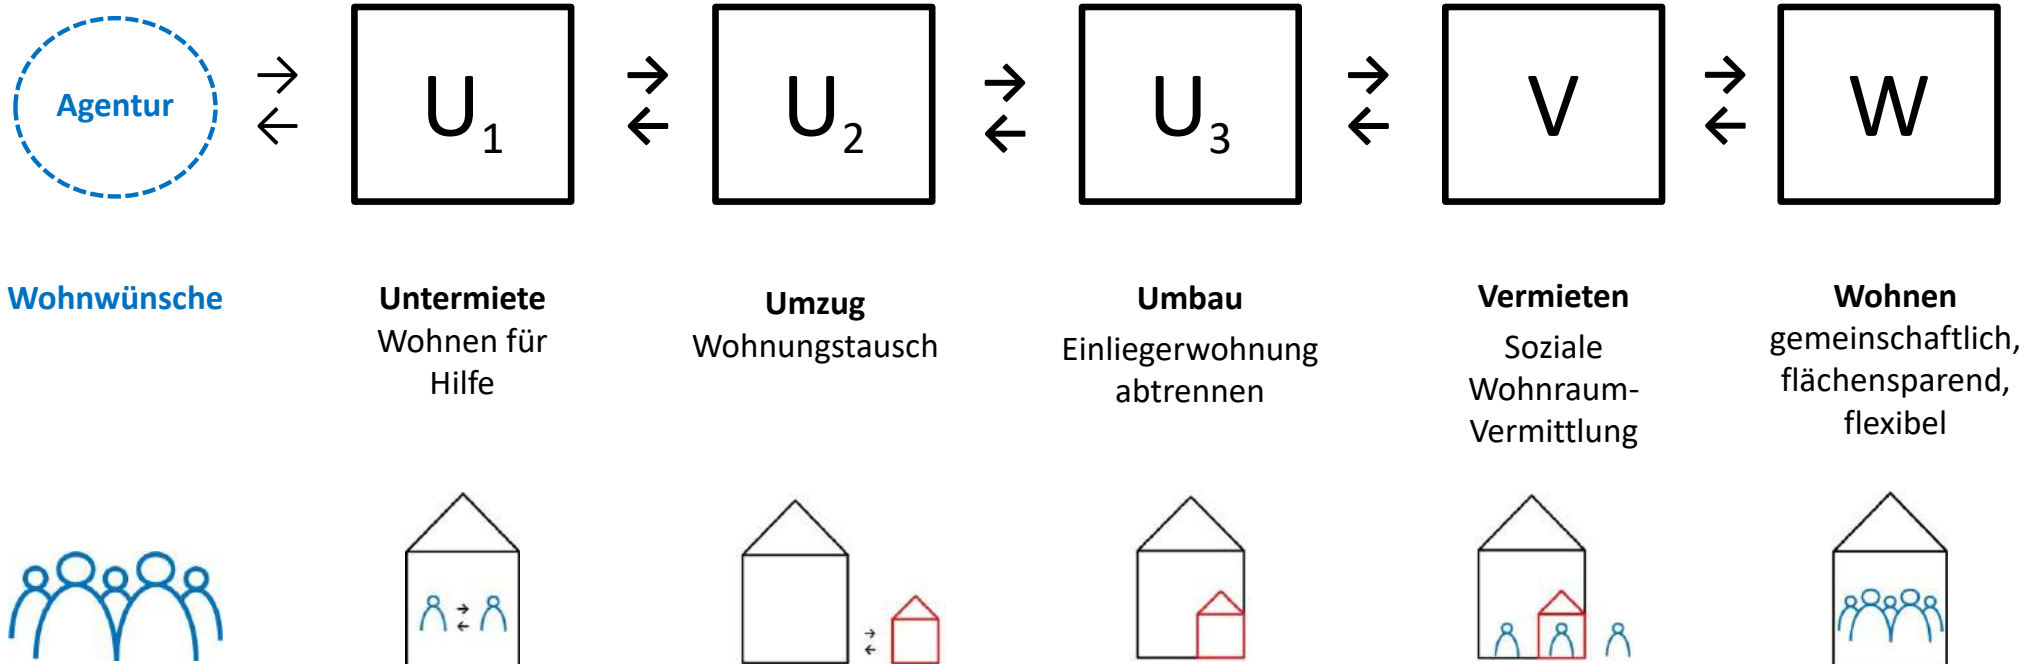 Agentur
U1
U2
U3
V
W
Wohnwünsche
Untermiete
Wohnen für
Hilfe
Umzug
Wohnungstausch
Umbau
Einliegerwohnung
abtrennen
Vermieten
Soziale
Wohnraum-
Vermittlung
Wohnen
gemeinschaftlich,
flächensparend,
flexibel